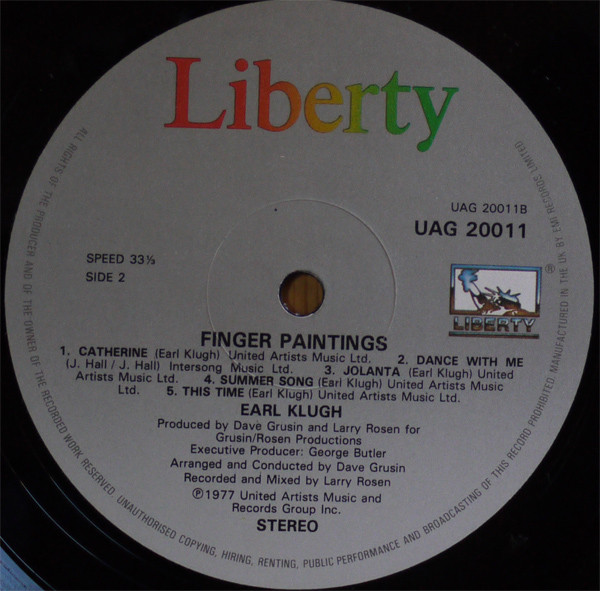 Liberty
UAG 20011B
UAG 20011
SPEED 33⅓
SIDE 2
®
LIBERTY
FINGER PAINTINGS
1. CATHERINE (Earl Klugh) United Artists Music Ltd. 2. DANCE WITH ME
(J. Hall / J. Hall) Intersong Music Ltd. 3. JOLANTA (Earl Klugh) United
Artists Music Ltd. 4. SUMMER SONG (Earl Klugh) United Artists Music
Ltd. 5. THIS TIME (Earl Klugh) United Artists Music Ltd.
EARL KLUGH
Produced by Dave Grusin and Larry Rosen for
Grusin/Rosen Productions
Executive Producer: George Butler
Arranged and Conducted by Dave Grusin
Recorded and Mixed by Larry Rosen
℗1977 United Artists Music and
Records Group Inc.
STEREO
ALL RIGHTS OF THE PRODUCER AND OF THE OWNER OF THE RECORDED WORK RESERVED. UNAUTHORISED COPYING, HIRING, RENTING, PUBLIC PERFORMANCE AND BROADCASTING OF THIS RECORD PROHIBITED. MANUFACTURED IN THE UK BY EMI RECORDS LIMITED